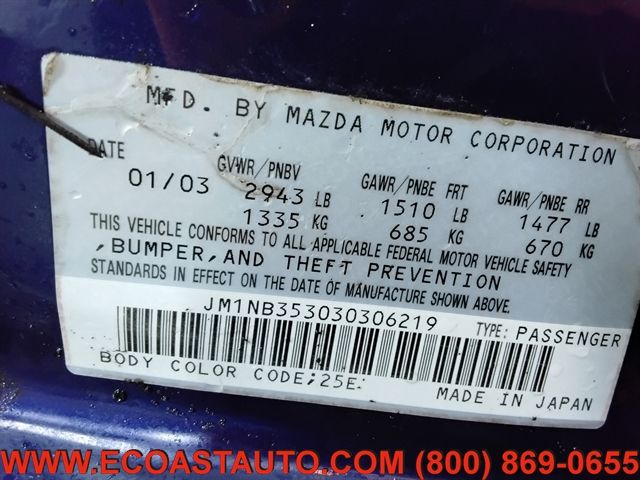 MFD. BY MAZDA MOTOR CORPORATION
DATE GVWR/PNBV GAWR/PNBE FRT GAWR/PNBE RR
01/03 2943 LB 1510 LB 1477 LB
1335 KG 685 KG 670 KG
THIS VEHICLE CONFORMS TO ALL APPLICABLE FEDERAL MOTOR VEHICLE SAFETY
,BUMPER,AND THEFT PREVENTION
STANDARDS IN EFFECT ON THE DATE OF MANUFACTURE SHOWN ABOVE.
JM1NB353030306219 TYPE: PASSENGER
BODY COLOR CODE;25E MADE IN JAPAN
WWW.ECOASTAUTO.COM (800) 869-0655